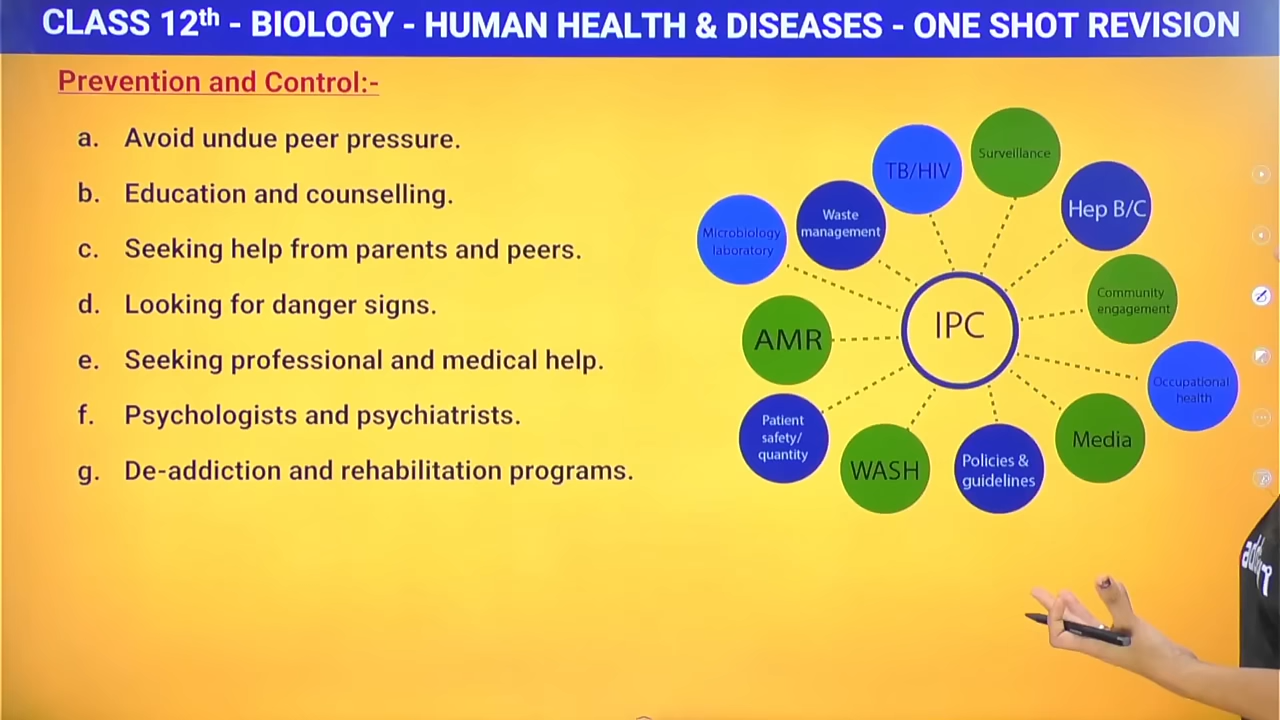 CLASS 12th - BIOLOGY - HUMAN HEALTH & DISEASES - ONE SHOT REVISION
Prevention and Control:-
a. Avoid undue peer pressure.
b. Education and counselling.
c. Seeking help from parents and peers.
d. Looking for danger signs.
e. Seeking professional and medical help.
f. Psychologists and psychiatrists.
g. De-addiction and rehabilitation programs.
Surveillance
TB/HIV
Hep B/C
Waste
management
Microbiology
laboratory
Community
engagement
IPC
AMR
Occupational
health
Patient
safety/
quantity
Media
WASH
Policies &
guidelines